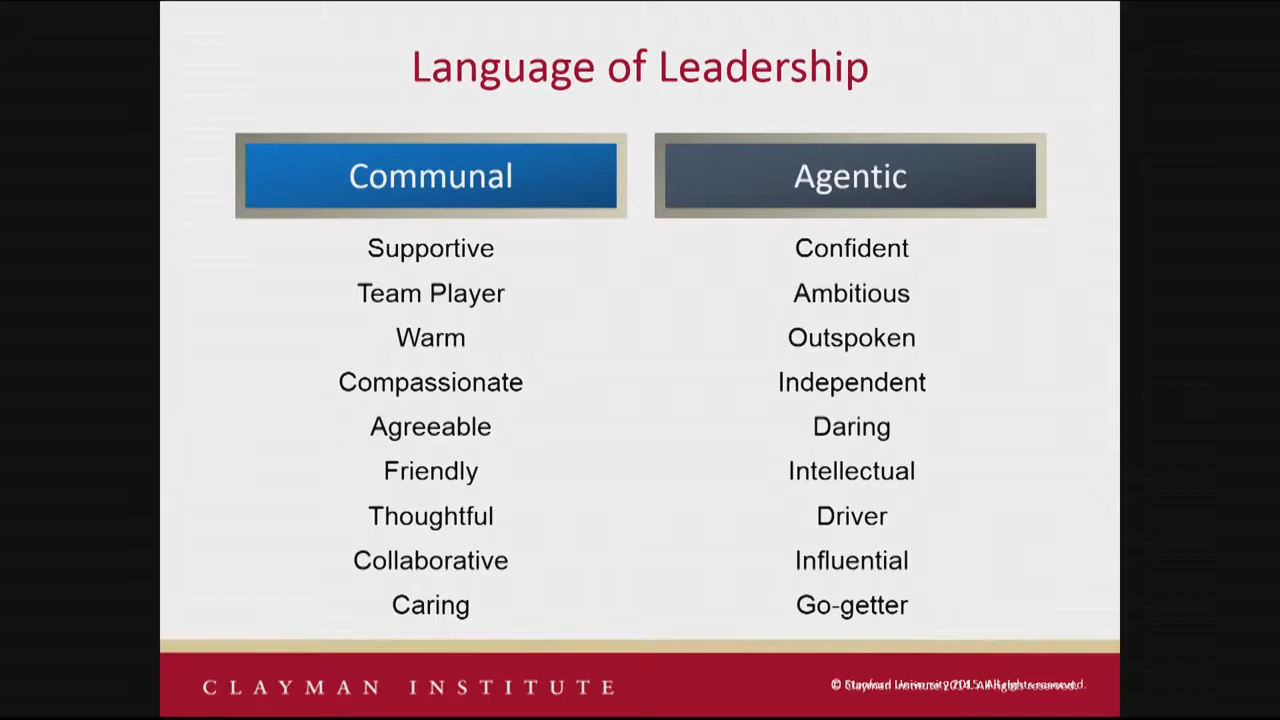 Language of Leadership
Communal
Agentic
Supportive
Confident
Team Player
Ambitious
Warm
Outspoken
Compassionate
Independent
Agreeable
Daring
Friendly
Intellectual
Thoughtful
Driver
Collaborative
Influential
Caring
Go-getter
CLAYMAN INSTITUTE